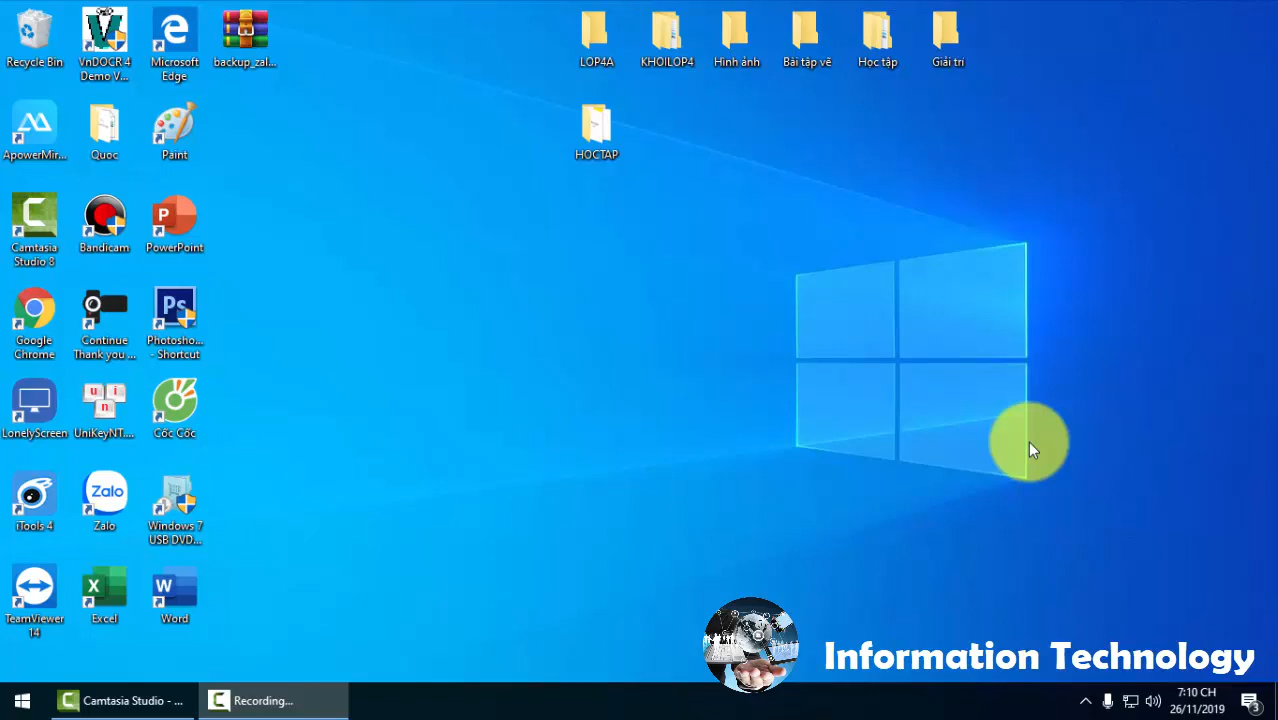 Recycle Bin
VnDOCR 4
Demo V...
Microsoft
Edge
backup_zal...
LOP4A
KHOILOP4
Hình ảnh
Bài tập vẽ
Học tập
Giải trí
ApowerMir...
Quoc
Paint
HOCTAP
Camtasia
Studio 8
Bandicam
PowerPoint
Google
Chrome
Continue
Thank you ...
Ps
Photosho...
- Shortcut
LonelyScreen
u n i
UniKeyNT....
Cốc Cốc
iTools 4
Zalo
Zalo
Windows 7
USB DVD...
TeamViewer
14
Excel
Word
Information Technology
Camtasia Studio - ...
Recording...
7:10 CH
26/11/2019
3